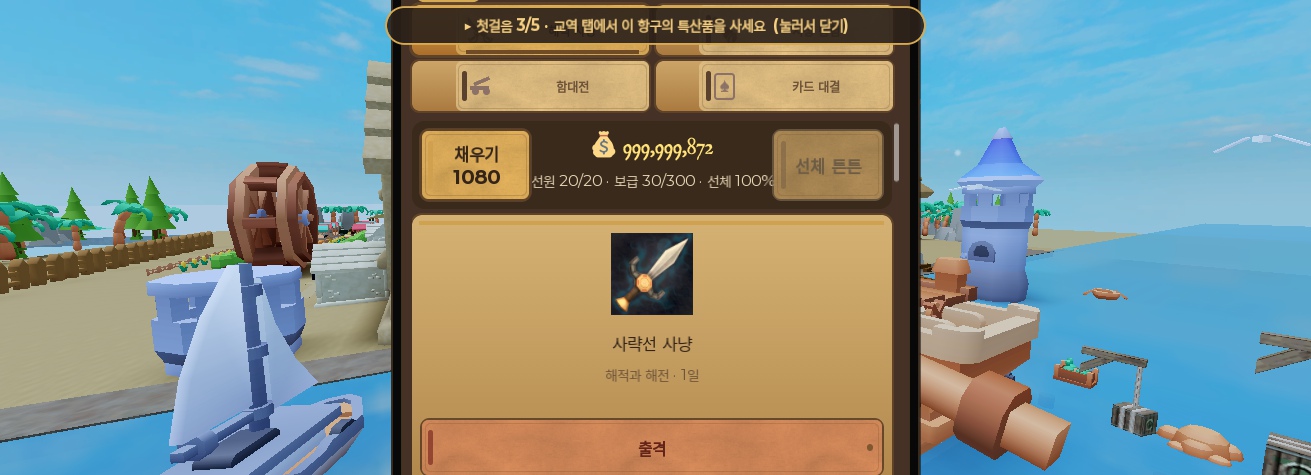 ▸ 첫걸음 3/5 · 교역 탭에서 이 항구의 특산품을 사세요 (눌러서 닫기)
함대전
카드 대결
채우기
1080
999,999,872
선원 20/20 · 보급 30/300 · 선체 100%
선체 튼튼
사략선 사냥
해적과 해전 · 1일
출격